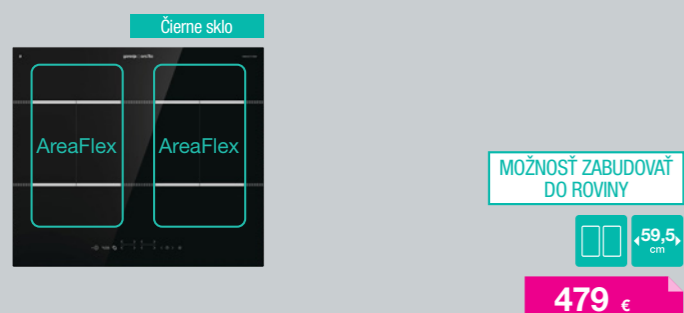 Čierne sklo
AreaFlex AreaFlex
MOŽNOSŤ ZABUDOVAŤ
DO ROVINY
59,5
cm
479 €